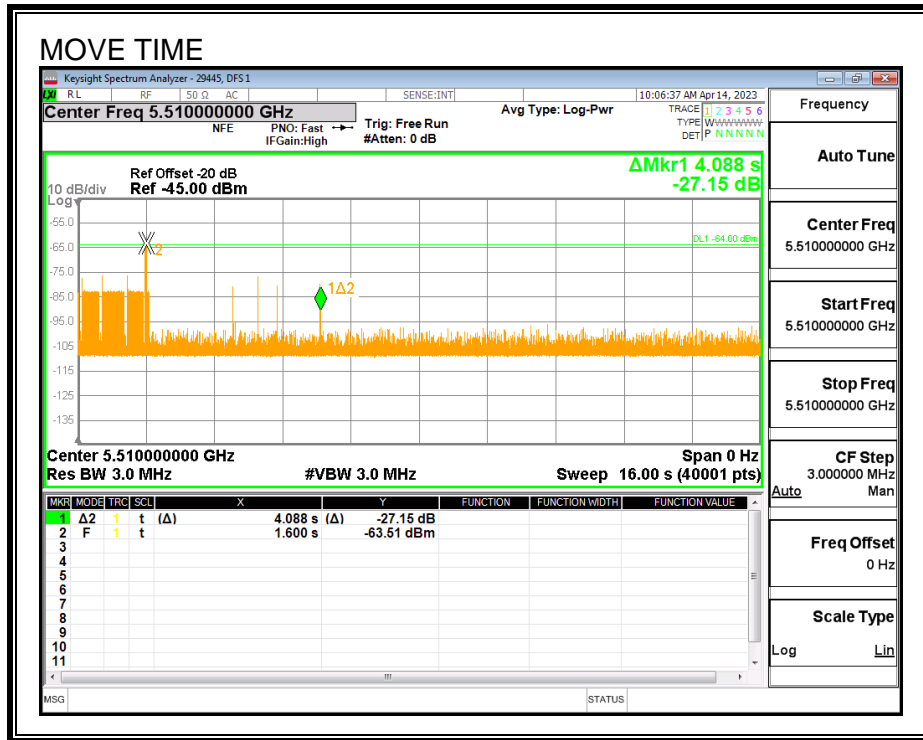 MOVE TIME
Keysight Spectrum Analyzer - 29445, DFS 1
LXI RL RF 50 Ω AC SENSE:INT 10:06:37 AM Apr 14, 2023
Center Freq 5.510000000 GHz Avg Type: Log-Pwr TRACE 1 2 3 4 5 6
NFE PNO: Fast Trig: Free Run TYPE WWWWWWW
IFGain:High #Atten: 0 dB DET P N N N N N
Frequency
Auto Tune
Center Freq
5.510000000 GHz
Start Freq
5.510000000 GHz
Stop Freq
5.510000000 GHz
CF Step
3.000000 MHz
Auto Man
Freq Offset
0 Hz
Scale Type
Log Lin
ΔMkr1 4.088 s
-27.15 dB
Ref Offset -20 dB
10 dB/div Ref -45.00 dBm
Log
-55.0
-65.0
-75.0
-85.0
-95.0
-105
-115
-125
-135
DL1 -64.00 dBm
2
1Δ2
Center 5.510000000 GHz Span 0 Hz
Res BW 3.0 MHz #VBW 3.0 MHz Sweep 16.00 s (40001 pts)
MKR MODE TRC SCL X Y FUNCTION FUNCTION WIDTH FUNCTION VALUE
1 Δ2 1 t (Δ) 4.088 s (Δ) -27.15 dB
2 F 1 t 1.600 s -63.51 dBm
3
4
5
6
7
8
9
10
11
MSG STATUS